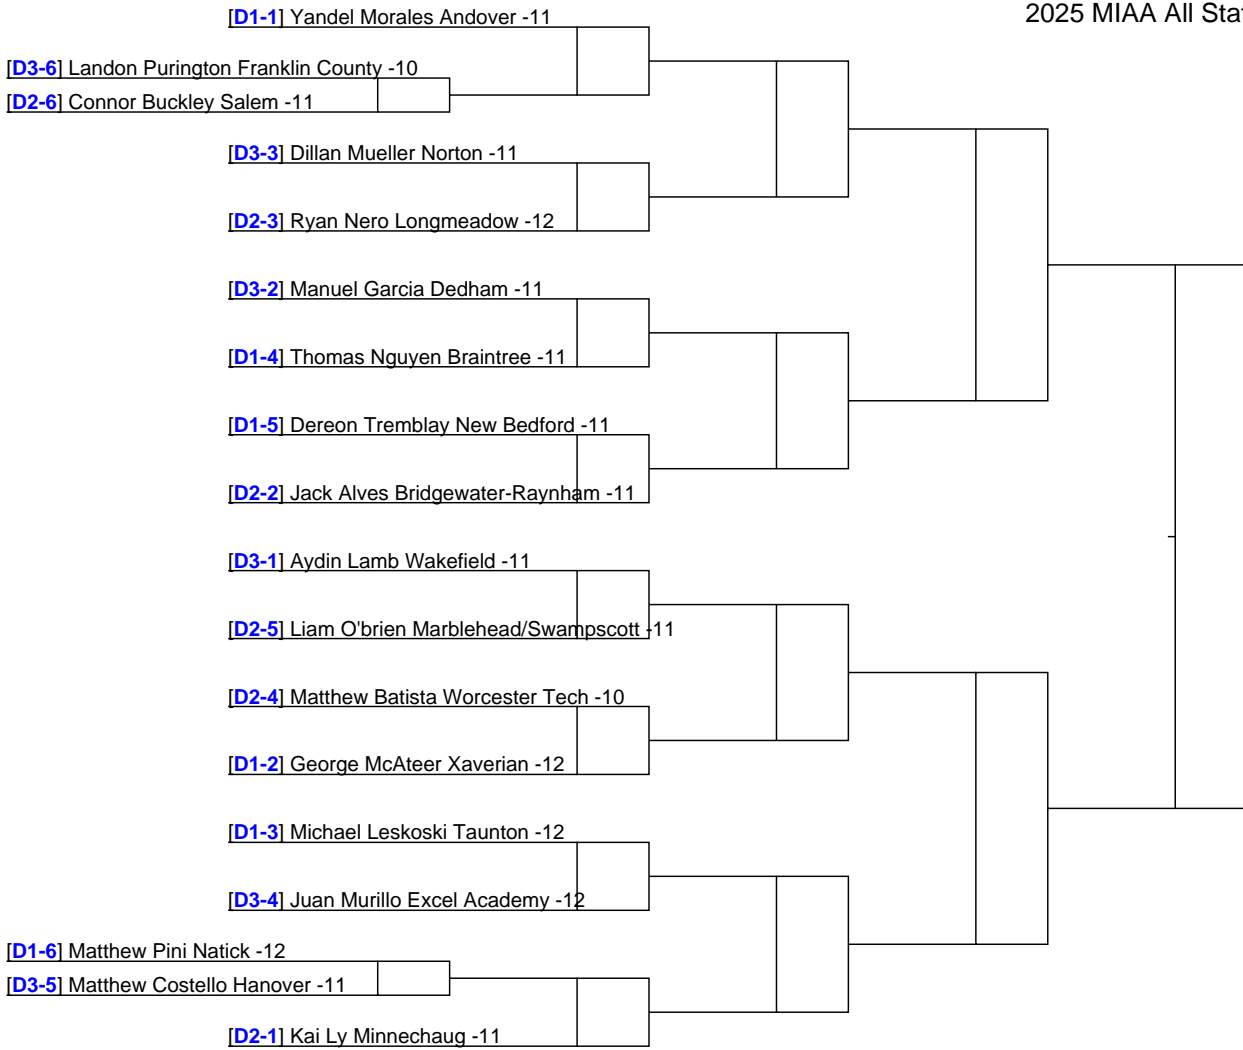 [D1-1] Yandel Morales Andover -11
2025 MIAA All Stat
[D3-6] Landon Purington Franklin County -10
[D2-6] Connor Buckley Salem -11
[D3-3] Dillan Mueller Norton -11
[D2-3] Ryan Nero Longmeadow -12
[D3-2] Manuel Garcia Dedham -11
[D1-4] Thomas Nguyen Braintree -11
[D1-5] Dereon Tremblay New Bedford -11
[D2-2] Jack Alves Bridgewater-Raynham -11
[D3-1] Aydin Lamb Wakefield -11
[D2-5] Liam O'brien Marblehead/Swampscott -11
[D2-4] Matthew Batista Worcester Tech -10
[D1-2] George McAteer Xaverian -12
[D1-3] Michael Leskoski Taunton -12
[D3-4] Juan Murillo Excel Academy -12
[D1-6] Matthew Pini Natick -12
[D3-5] Matthew Costello Hanover -11
[D2-1] Kai Ly Minnechaug -11